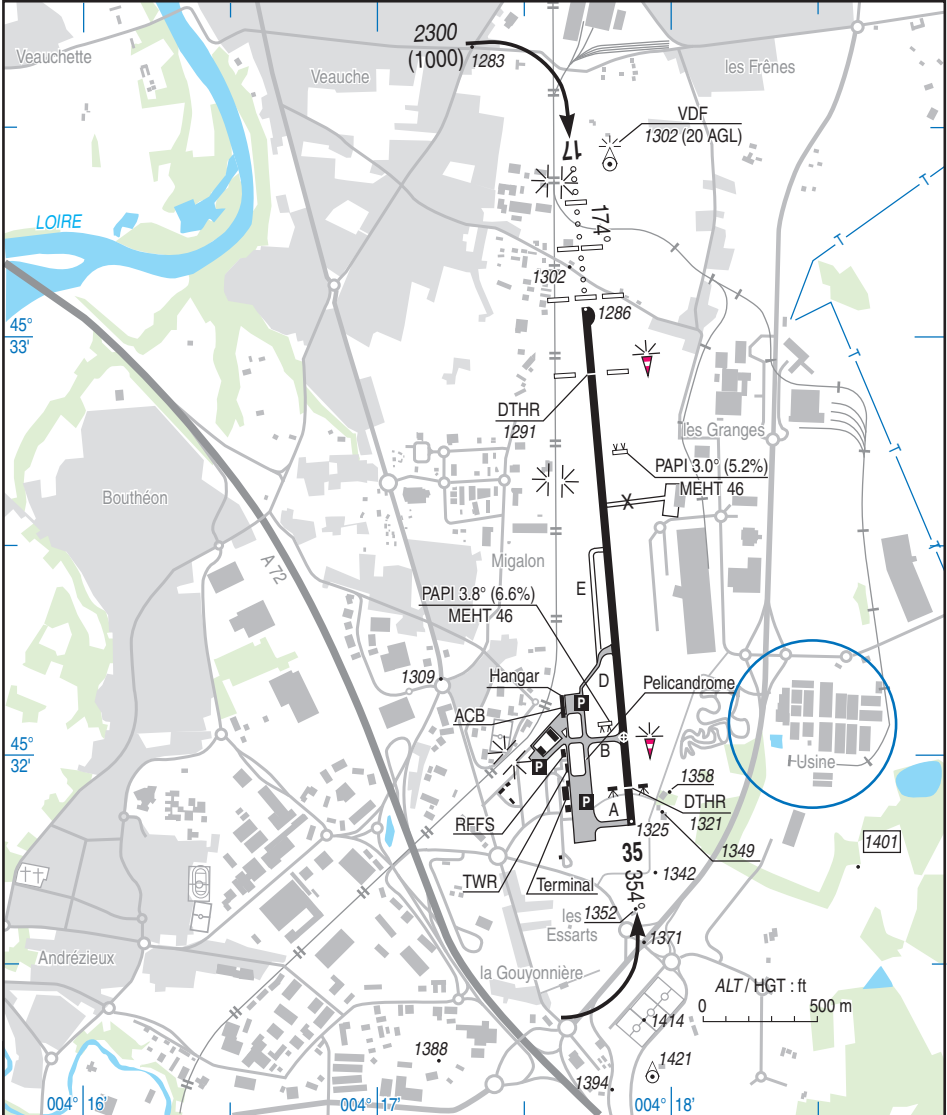 2300
(1000)
1283
Veauchette
Veauche
les Frênes
VDF
1302 (20 AGL)
17
174°
LOIRE
1302
1286
45°
33'
DTHR
1291
les Granges
PAPI 3.0° (5.2%)
MEHT 46
X
Bouthéon
A 72
Migalon
E
PAPI 3.8° (6.6%)
MEHT 46
1309
Hangar
D
Pelicandrome
P
ACB
45°
32'
B
P
Usine
1358
P
A
DTHR
1321
RFFS
1325
35
1349
1401
TWR
Terminal
354°
1342
les
Essarts
1352
1371
Andrézieux
la Gouyonnière
ALT / HGT : ft
0
500 m
1414
1388
1421
1394
004° 16'
004° 17'
004° 18'
T
T
T
T
T